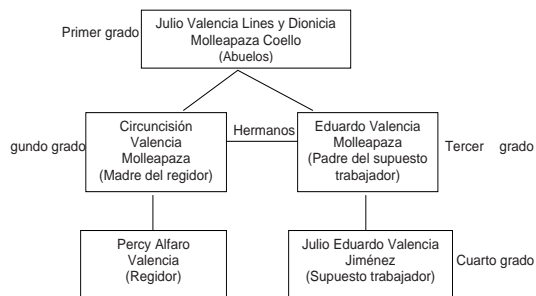 Primer grado
Julio Valencia Lines y Dionicia
Molleapaza Coello
(Abuelos)
gundo grado
Circuncisión
Valencia
Molleapaza
(Madre del regidor)
Hermanos
Eduardo Valencia
Molleapaza
(Padre del supuesto
trabajador)
Tercer grado
Percy Alfaro
Valencia
(Regidor)
Julio Eduardo Valencia
Jiménez
(Supuesto trabajador)
Cuarto grado